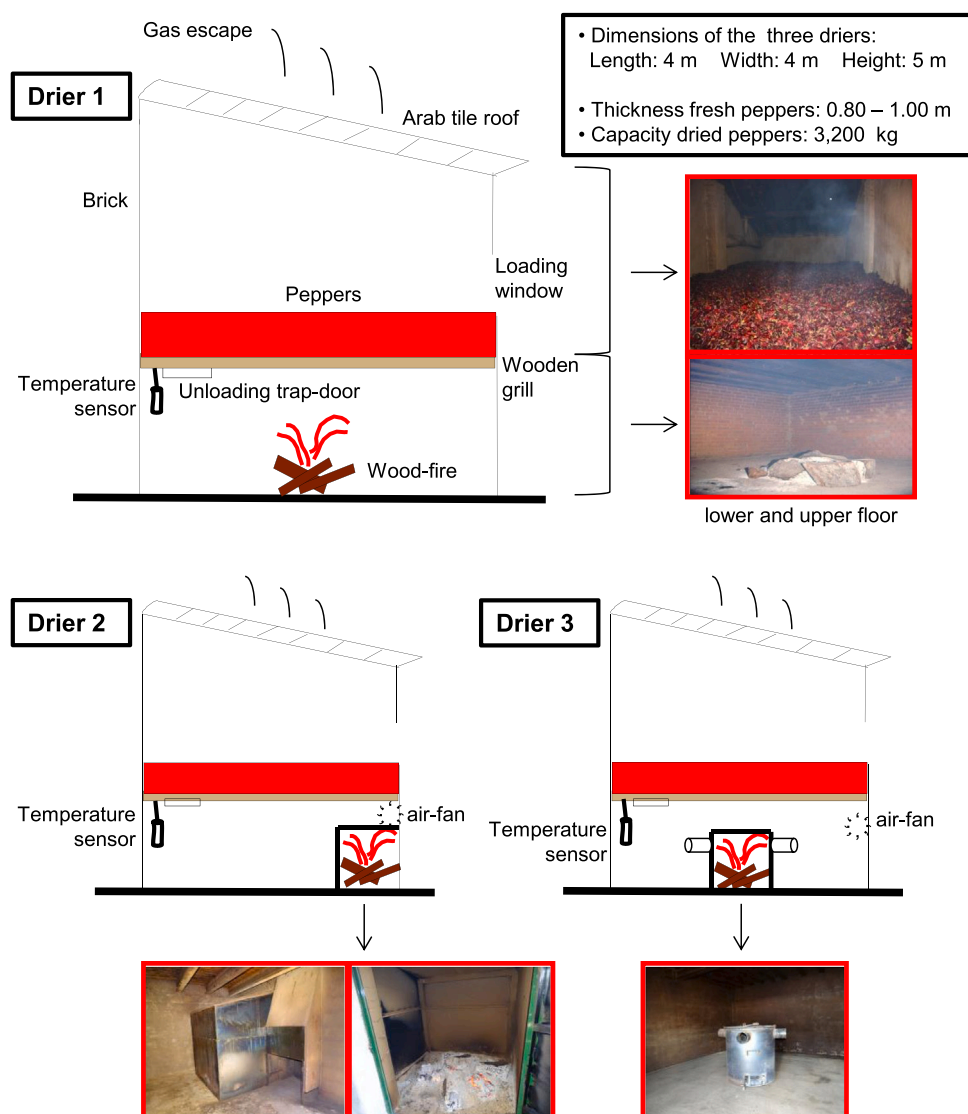 Gas escape
Drier 1
Arab tile roof
Brick
Loading
window
Peppers
Wooden
grill
Temperature
sensor
Unloading trap-door
Wood-fire
• Dimensions of the three driers:
Length: 4 m Width: 4 m Height: 5 m
• Thickness fresh peppers: 0.80 – 1.00 m
• Capacity dried peppers: 3,200 kg
lower and upper floor
Drier 2
Temperature
sensor
air-fan
Drier 3
Temperature
sensor
air-fan